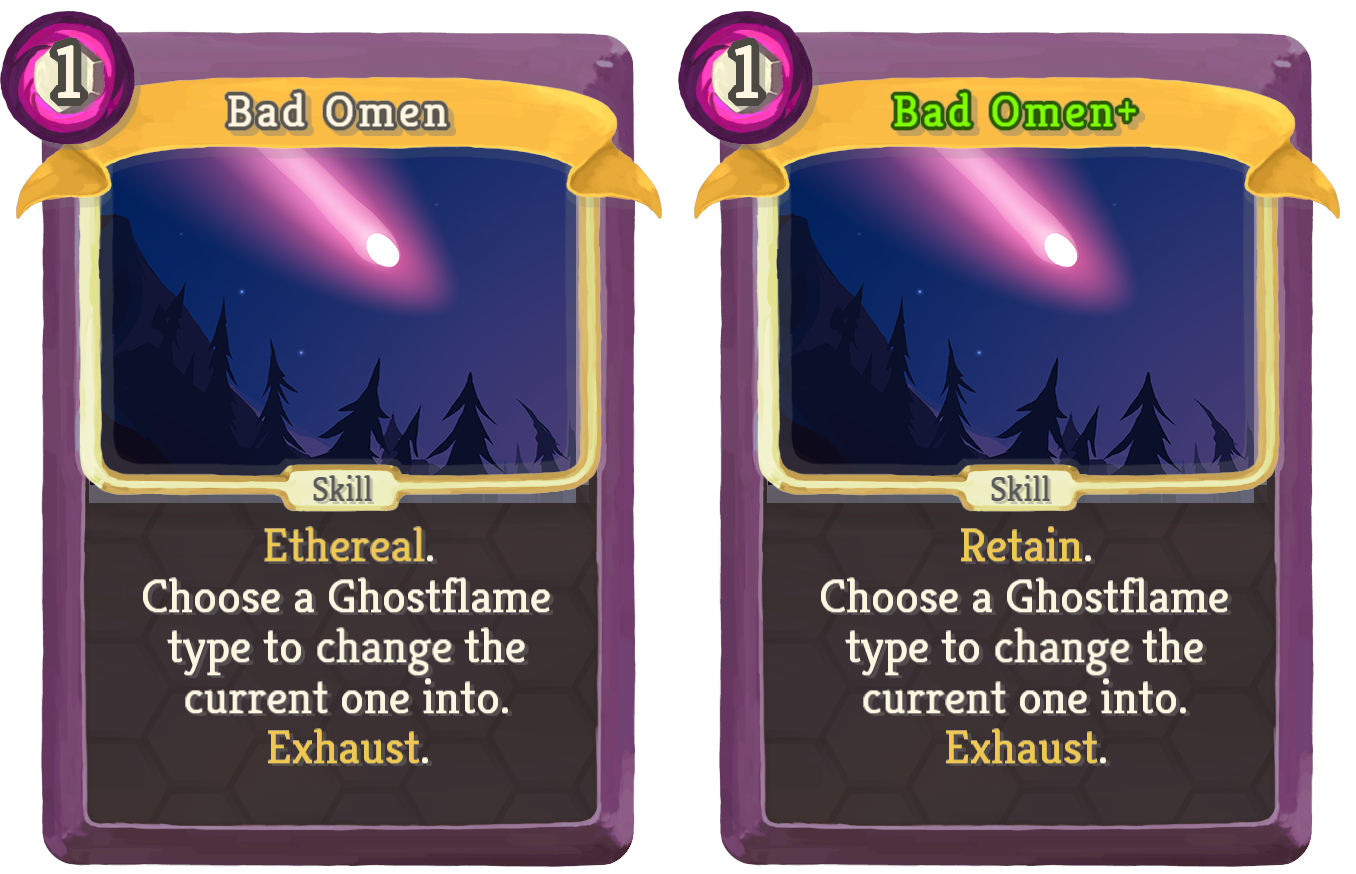 1
Bad Omen
Skill
Ethereal.
Choose a Ghostflame
type to change the
current one into.
Exhaust.
1
Bad Omen+
Skill
Retain.
Choose a Ghostflame
type to change the
current one into.
Exhaust.